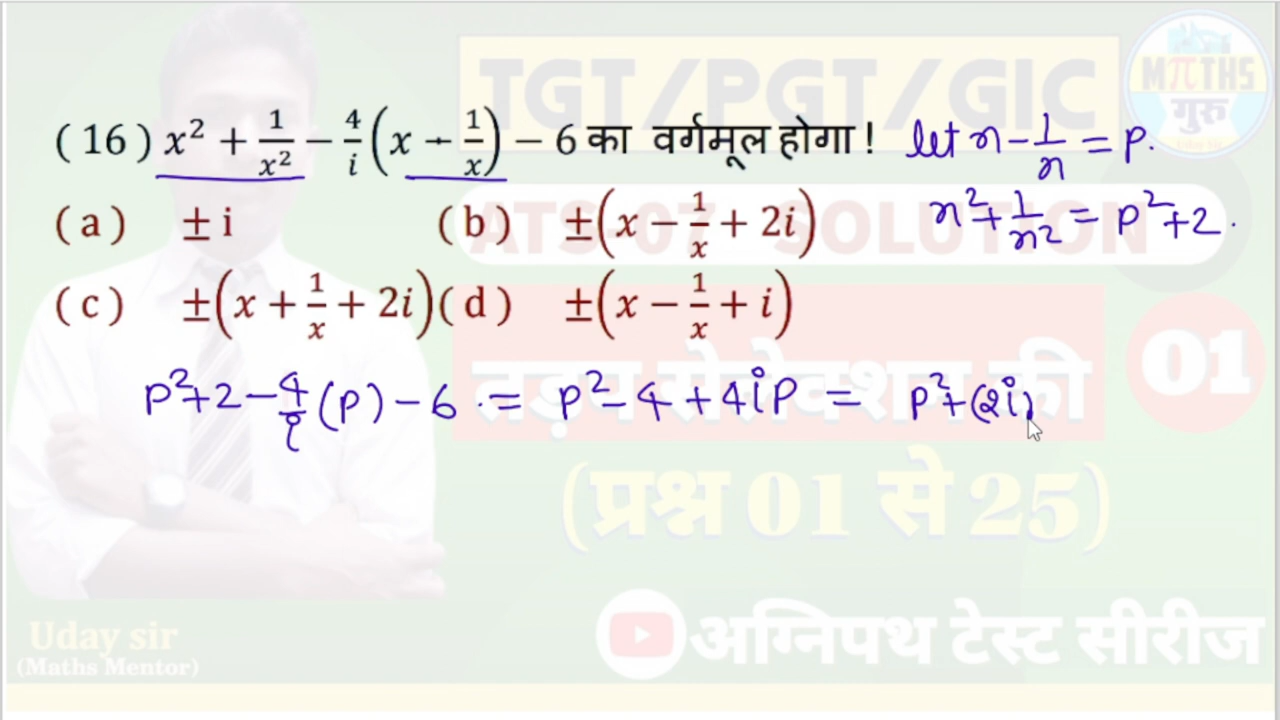 TGT/PGT/GIC
MπTHS
गुरु
(16) x² + 1/x² − 4/i (x − 1/x) − 6 का वर्गमूल होगा !
let x − 1/x = p.
x² + 1/x² = p² + 2.
ATS-07 SOLUTION
(a) ± i (b) ±(x − 1/x + 2i)
(c) ±(x + 1/x + 2i) (d) ±(x − 1/x + i)
01
p² + 2 − 4/i (p) − 6 . = p² − 4 + 4ip = p² + (2i)
(प्रश्न 01 से 25)
Uday sir
(Maths Mentor)
अग्निपथ टेस्ट सीरीज